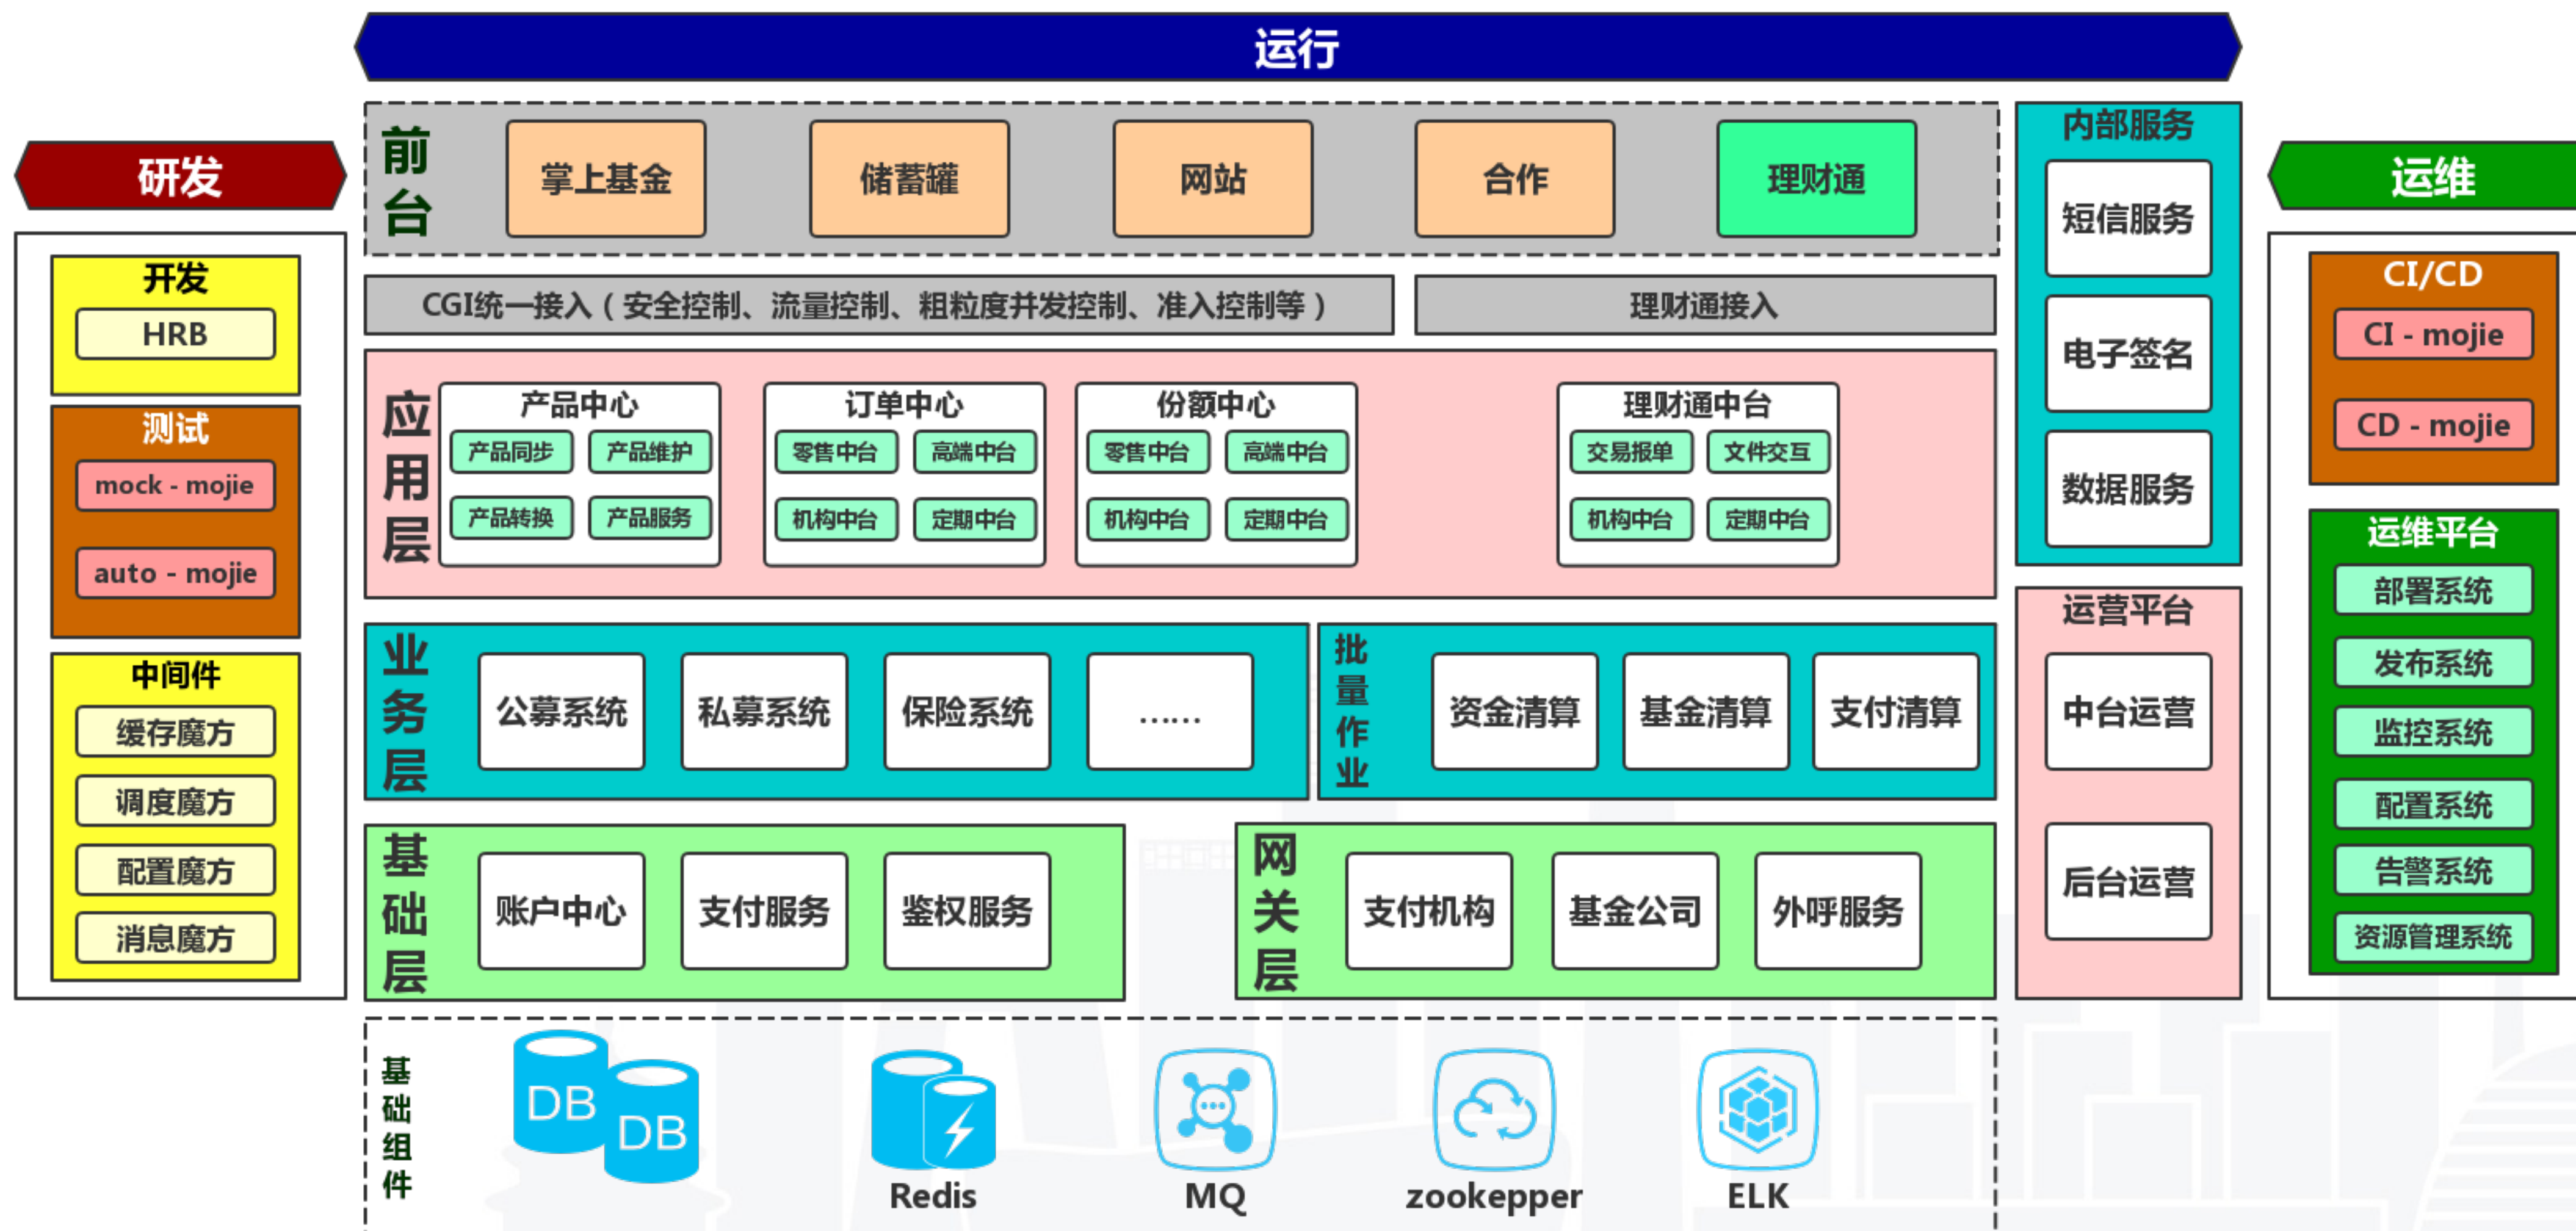 运行
研发
开发
HRB
测试
mock - mojie
auto - mojie
中间件
缓存魔方
调度魔方
配置魔方
消息魔方
前台
掌上基金
储蓄罐
网站
合作
理财通
CGI统一接入（安全控制、流量控制、粗粒度并发控制、准入控制等）
理财通接入
应用层
产品中心
产品同步
产品维护
产品转换
产品服务
订单中心
零售中台
高端中台
机构中台
定期中台
份额中心
零售中台
高端中台
机构中台
定期中台
理财通中台
交易报单
文件交互
机构中台
定期中台
业务层
公募系统
私募系统
保险系统
......
批量作业
资金清算
基金清算
支付清算
基础层
账户中心
支付服务
鉴权服务
网关层
支付机构
基金公司
外呼服务
基础组件
DB
DB
Redis
MQ
zookepper
ELK
内部服务
短信服务
电子签名
数据服务
运营平台
中台运营
后台运营
运维
CI/CD
CI - mojie
CD - mojie
运维平台
部署系统
发布系统
监控系统
配置系统
告警系统
资源管理系统